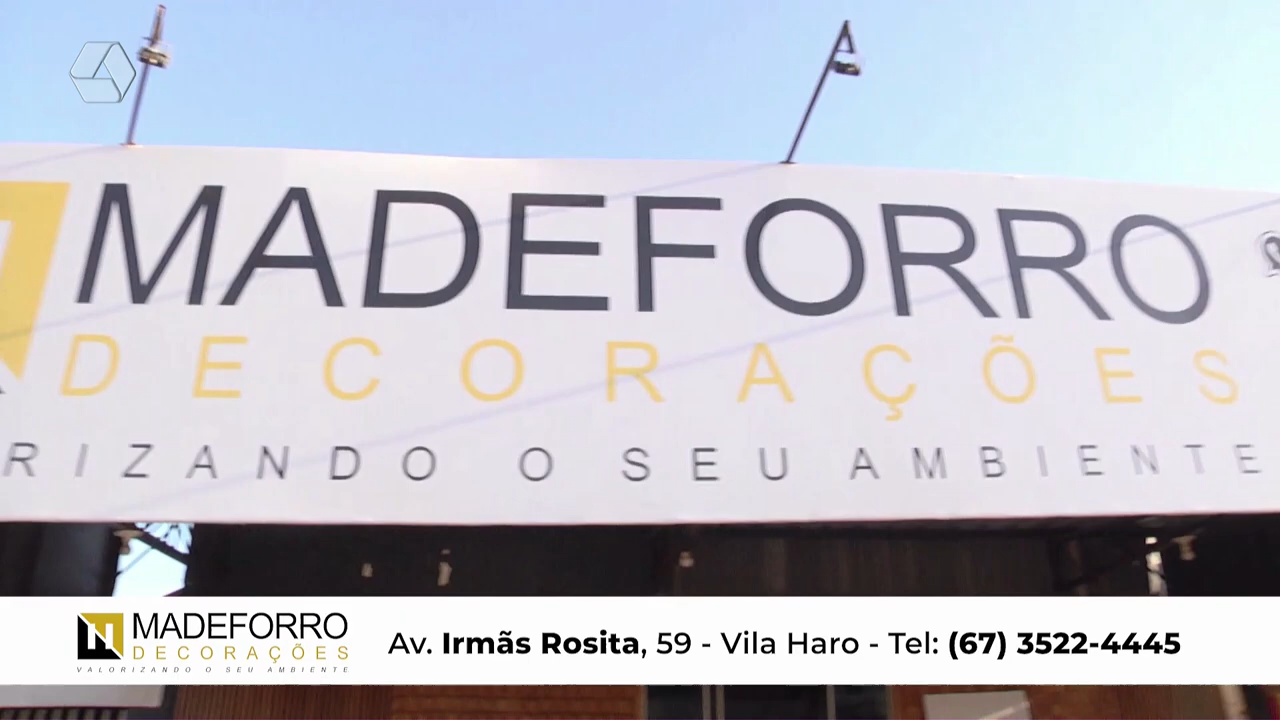 MADEFORRO
DECORAÇÕES
RIZANDO O SEU AMBIENTE
MADEFORRO
DECORAÇÕES
VALORIZANDO O SEU AMBIENTE
Av. Irmãs Rosita, 59 - Vila Haro - Tel: (67) 3522-4445